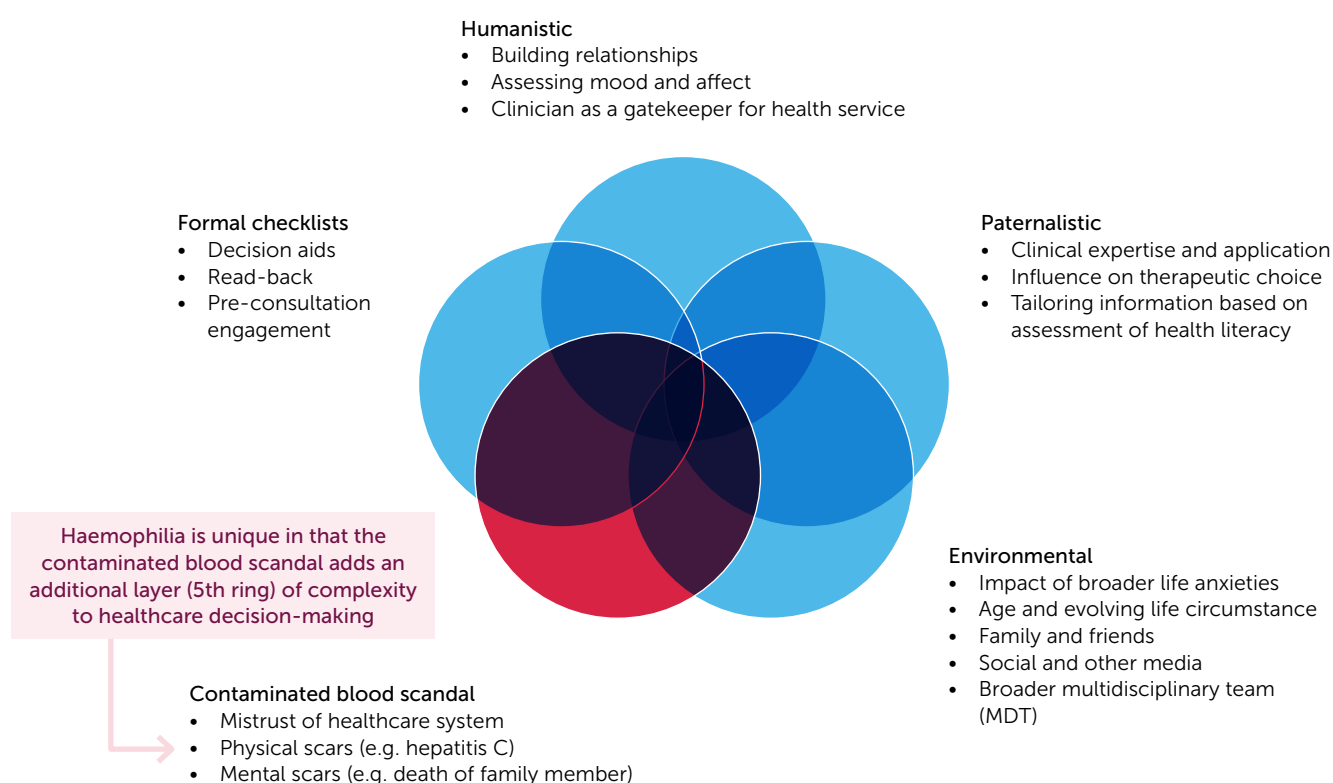 Humanistic
• Building relationships
• Assessing mood and affect
• Clinician as a gatekeeper for health service
Formal checklists
• Decision aids
• Read-back
• Pre-consultation
engagement
Paternalistic
• Clinical expertise and application
• Influence on therapeutic choice
• Tailoring information based on
assessment of health literacy
Haemophilia is unique in that the
contaminated blood scandal adds an
additional layer (5th ring) of complexity
to healthcare decision-making
Environmental
• Impact of broader life anxieties
• Age and evolving life circumstance
• Family and friends
• Social and other media
• Broader multidisciplinary team
(MDT)
Contaminated blood scandal
• Mistrust of healthcare system
• Physical scars (e.g. hepatitis C)
• Mental scars (e.g. death of family member)